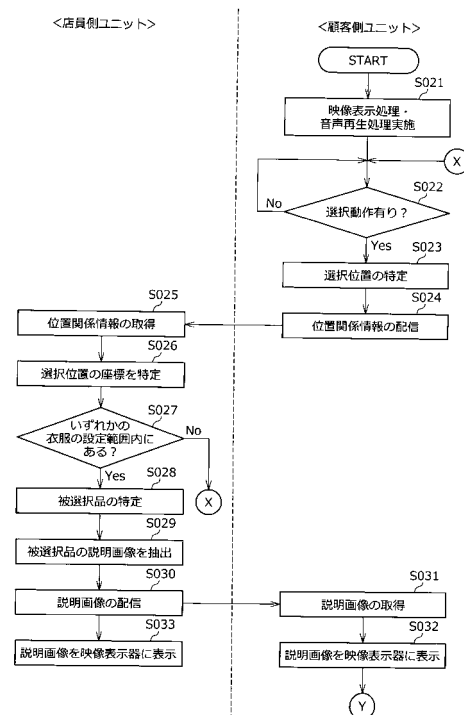 <店員側ユニット>
<顧客側ユニット>
START
S021
映像表示処理・
音声再生処理実施
X
S022
選択動作有り?
No
Yes
S023
選択位置の特定
S024
位置関係情報の配信
S025
位置関係情報の取得
S026
選択位置の座標を特定
S027
いずれかの
衣服の設定範囲内に
ある?
No
Yes
X
S028
被選択品の特定
S029
被選択品の説明画像を抽出
S030
説明画像の配信
S031
説明画像の取得
S033
説明画像を映像表示器に表示
S032
説明画像を映像表示器に表示
Y